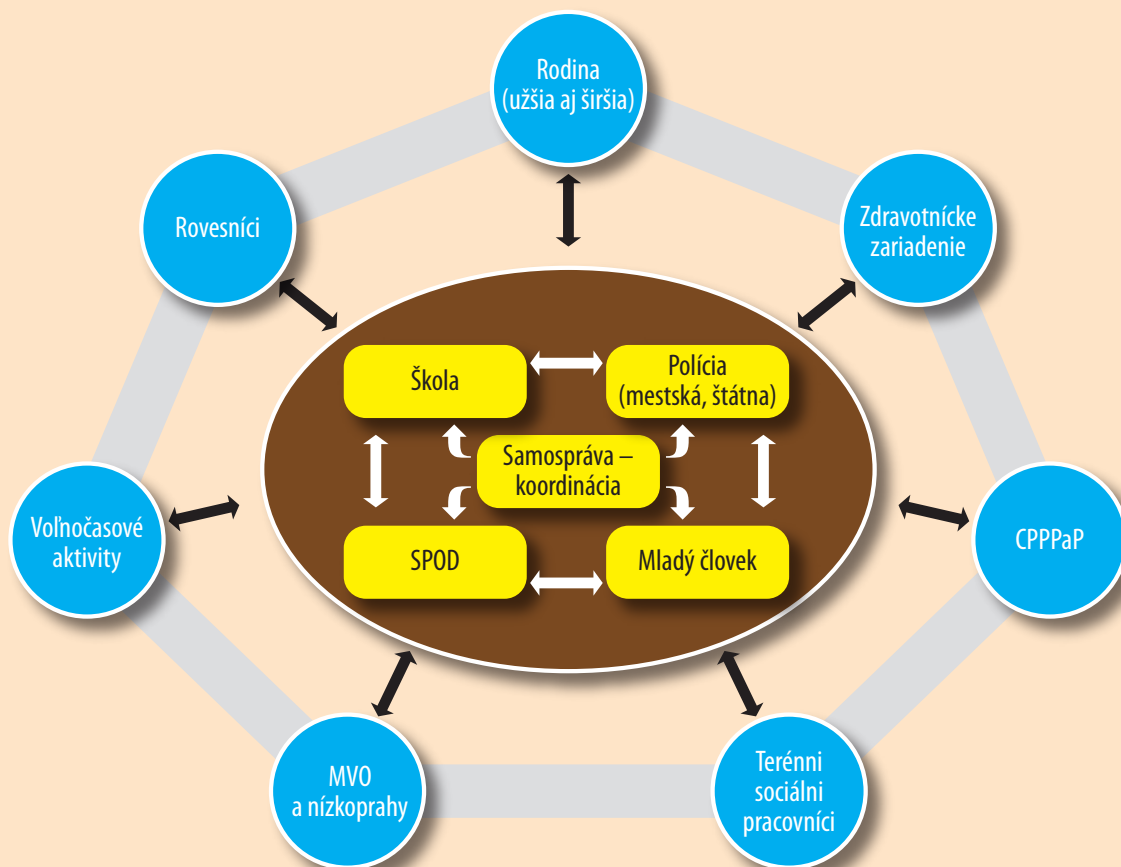 Rodina
(užšia aj širšia)
Rovesníci
Zdravotnícke
zariadenie
Škola
Polícia
(mestská, štátna)
Samospráva –
koordinácia
SPOD
Mladý človek
Voľnočasové
aktivity
CPPPaP
MVO
a nízkoprahy
Terénni
sociálni
pracovníci